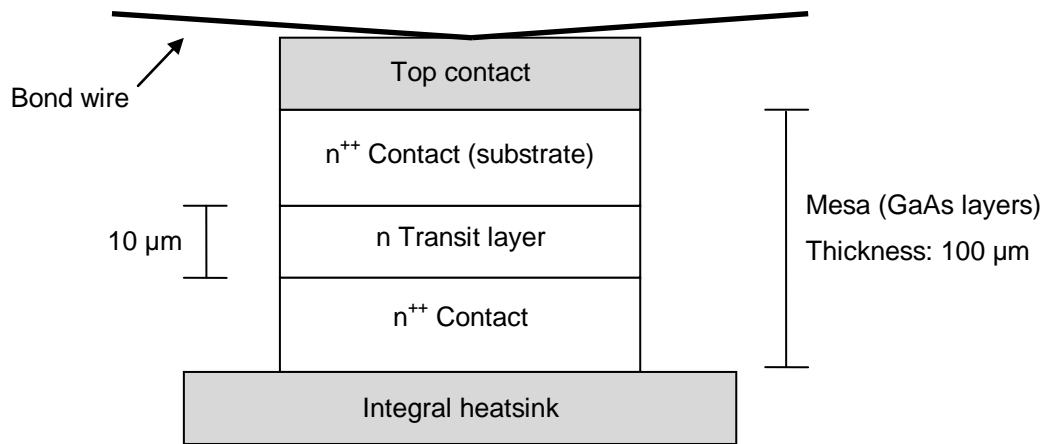 Top contact
Bond wire
n++ Contact (substrate)
10 µm
n Transit layer
Mesa (GaAs layers)
Thickness: 100 µm
n++ Contact
Integral heatsink